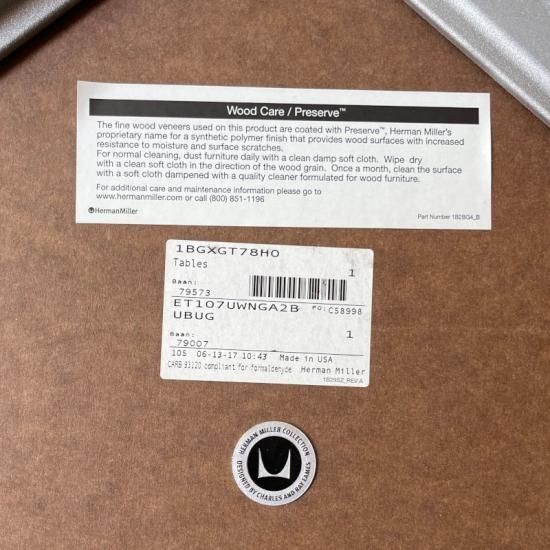 Wood Care / Preserve™
The fine wood veneers used on this product are coated with Preserve™, Herman Miller's
proprietary name for a synthetic polymer finish that provides wood surfaces with increased
resistance to moisture and surface scratches.
For normal cleaning, dust furniture daily with a clean damp soft cloth. Wipe dry
with a clean soft cloth in the direction of the wood grain. Once a month, clean the surface
with a soft cloth dampened with a quality cleaner formulated for wood furniture.
For additional care and maintenance information please go to
www.hermanmiller.com or call (800) 851-1196
HermanMiller
Part Number 1B2BG4_B
1BGXGT78H0
Tables 1
Baan:
79573
ET107UWNGA2B PO: C58998
UBUG
Baan: 1
79007
105 06-13-17 10:43 Made in USA
CARB 93120 compliant for formaldehyde Herman Miller
1B29SZ_REV.A
HERMAN MILLER COLLECTION
DESIGNED BY CHARLES AND RAY EAMES